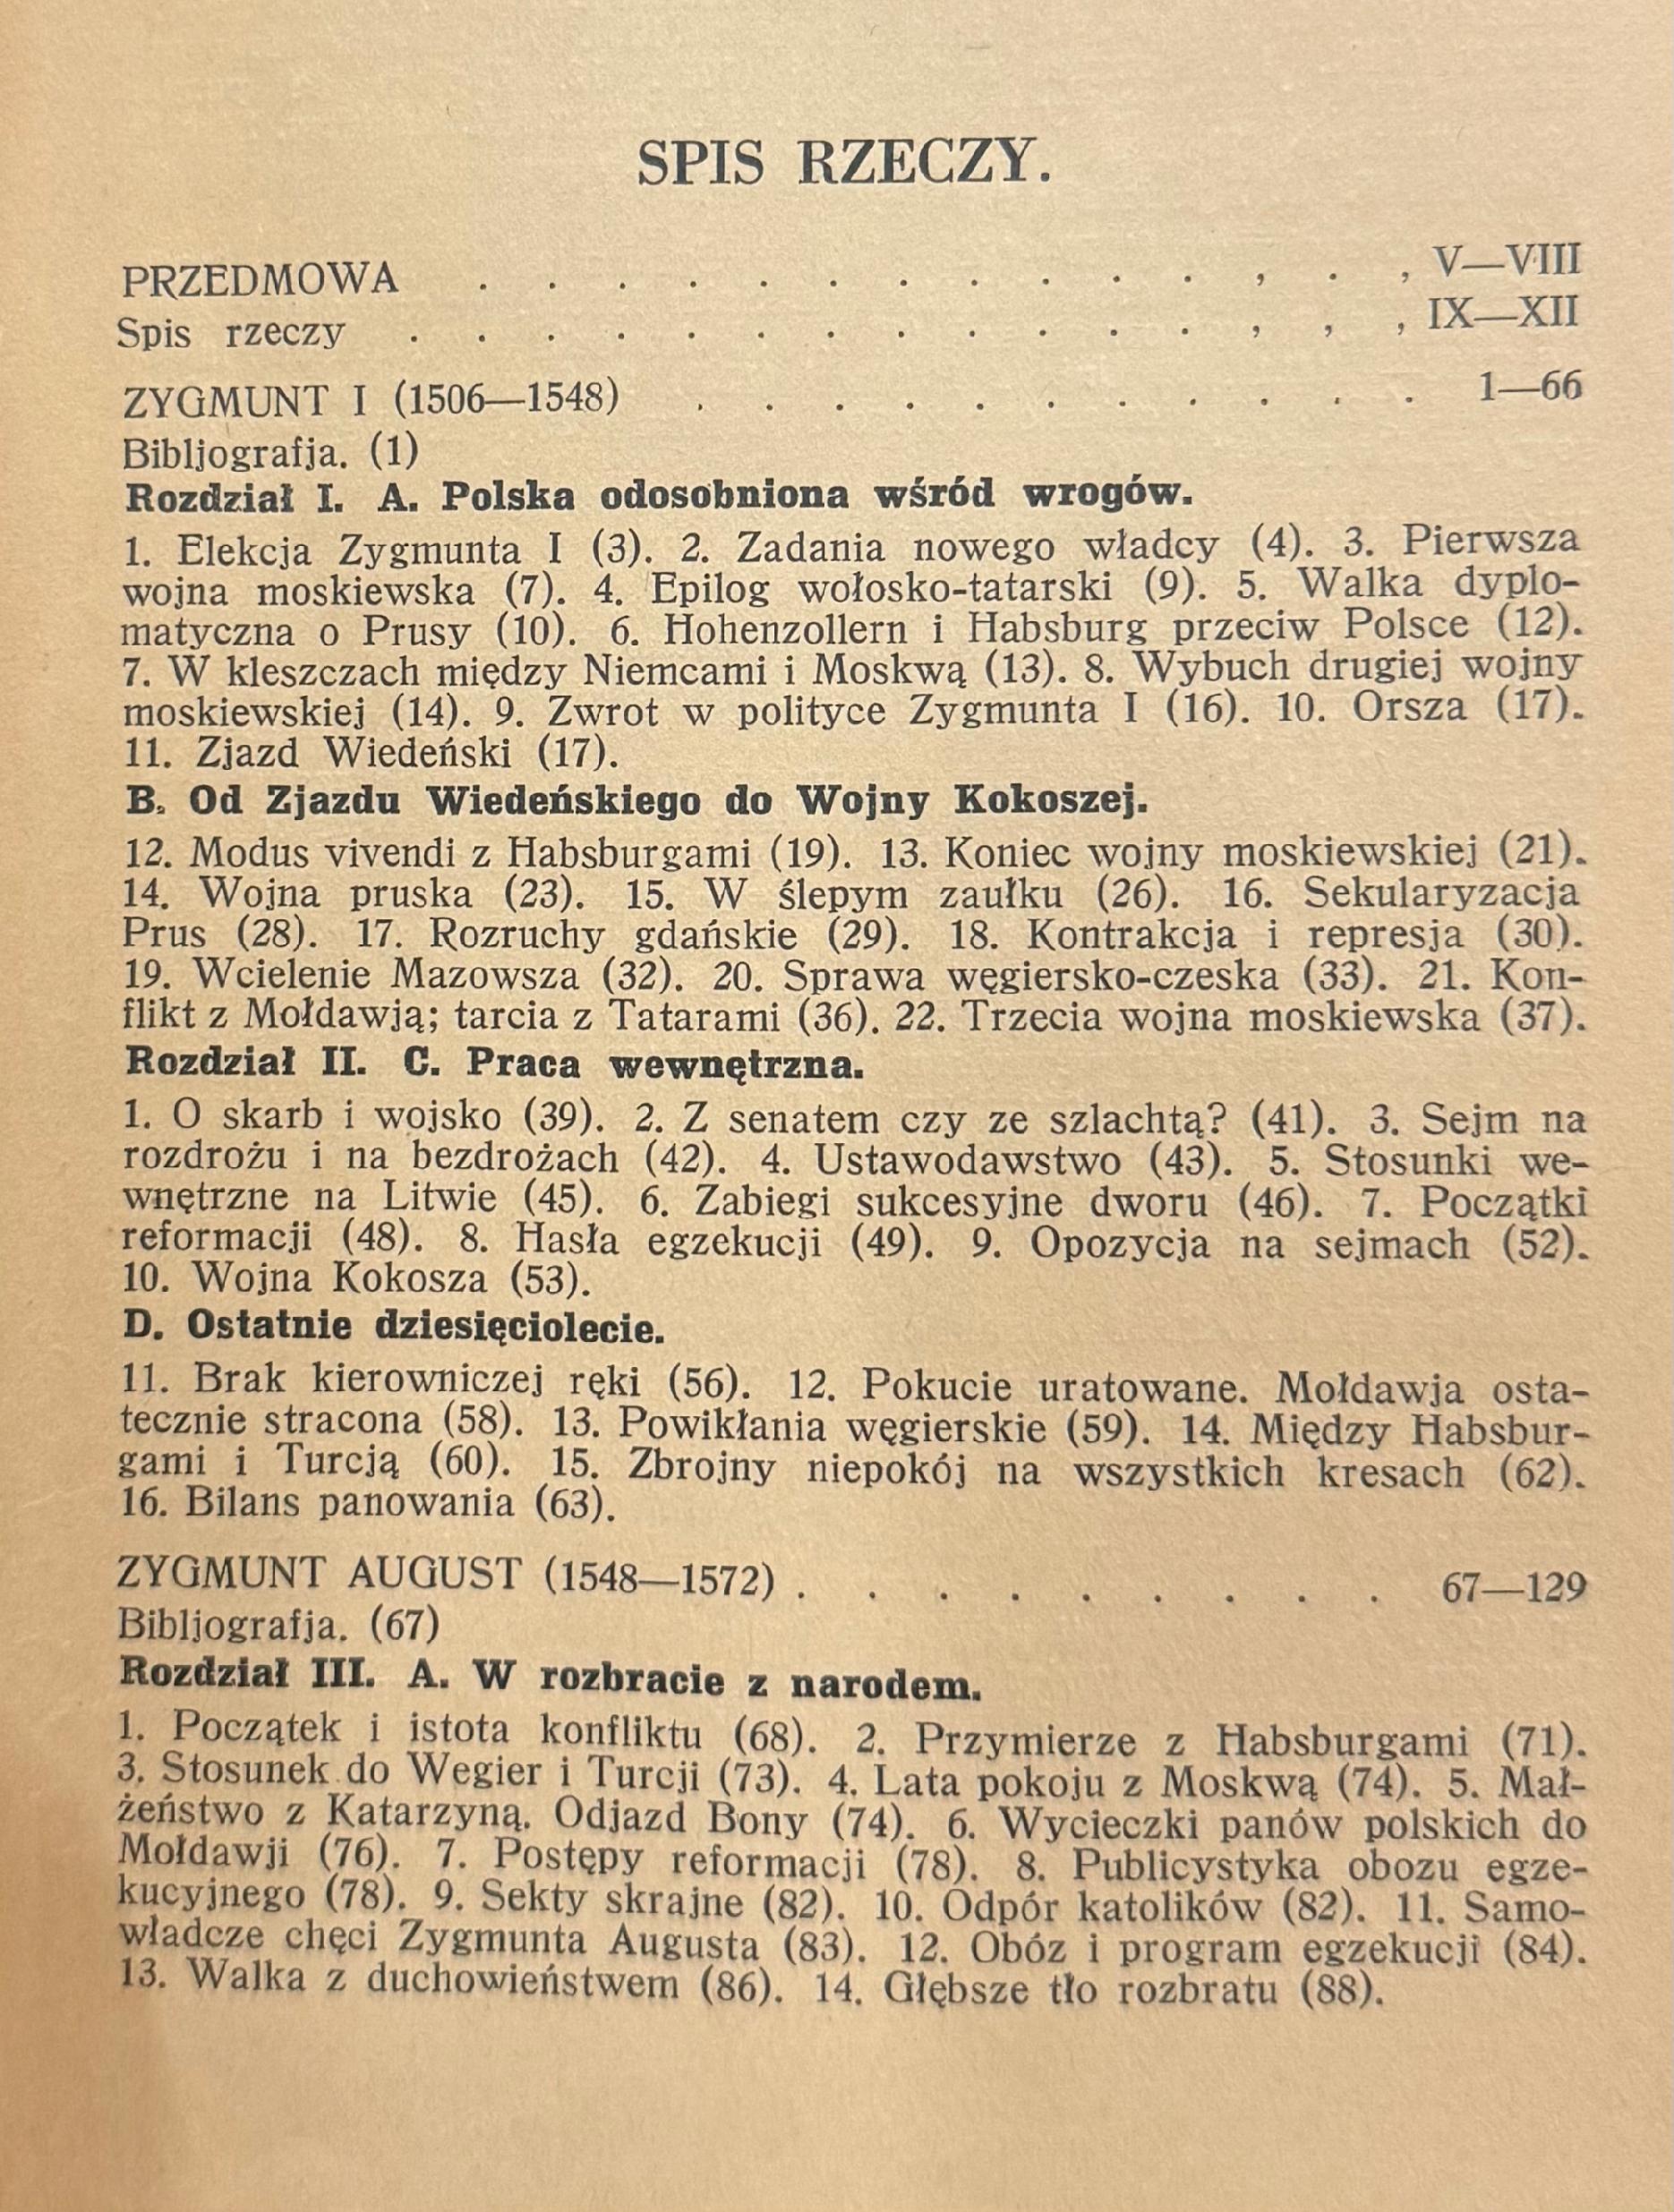 SPIS RZECZY.
PRZEDMOWA . . . . . . . . . . . , . , V—VIII
Spis rzeczy . . . . . . . . . . . . , , , IX—XII
ZYGMUNT I (1506—1548) . . . . . . . . . . . 1—66
Bibljografja. (1)
Rozdział I. A. Polska odosobniona wśród wrogów.
1. Elekcja Zygmunta I (3). 2. Zadania nowego władcy (4). 3. Pierwsza
wojna moskiewska (7). 4. Epilog wołosko-tatarski (9). 5. Walka dyplo-
matyczna o Prusy (10). 6. Hohenzollern i Habsburg przeciw Polsce (12).
7. W kleszczach między Niemcami i Moskwą (13). 8. Wybuch drugiej wojny
moskiewskiej (14). 9. Zwrot w polityce Zygmunta I (16). 10. Orsza (17).
11. Zjazd Wiedeński (17).
B. Od Zjazdu Wiedeńskiego do Wojny Kokoszej.
12. Modus vivendi z Habsburgami (19). 13. Koniec wojny moskiewskiej (21).
14. Wojna pruska (23). 15. W ślepym zaułku (26). 16. Sekularyzacja
Prus (28). 17. Rozruchy gdańskie (29). 18. Kontrakcja i represja (30).
19. Wcielenie Mazowsza (32). 20. Sprawa węgiersko-czeska (33). 21. Kon-
flikt z Mołdawją; tarcia z Tatarami (36). 22. Trzecia wojna moskiewska (37).
Rozdział II. C. Praca wewnętrzna.
1. O skarb i wojsko (39). 2. Z senatem czy ze szlachtą? (41). 3. Sejm na
rozdrożu i na bezdrożach (42). 4. Ustawodawstwo (43). 5. Stosunki we-
wnętrzne na Litwie (45). 6. Zabiegi sukcesyjne dworu (46). 7. Początki
reformacji (48). 8. Hasła egzekucji (49). 9. Opozycja na sejmach (52).
10. Wojna Kokosza (53).
D. Ostatnie dziesięciolecie.
11. Brak kierowniczej ręki (56). 12. Pokucie uratowane. Mołdawja osta-
tecznie stracona (58). 13. Powikłania węgierskie (59). 14. Między Habsbur-
gami i Turcją (60). 15. Zbrojny niepokój na wszystkich kresach (62).
16. Bilans panowania (63).
ZYGMUNT AUGUST (1548—1572) . . . . . . . . . 67—129
Bibljografja. (67)
Rozdział III. A. W rozbracie z narodem.
1. Początek i istota konfliktu (68). 2. Przymierze z Habsburgami (71).
3. Stosunek do Wegier i Turcji (73). 4. Lata pokoju z Moskwą (74). 5. Mał-
żeństwo z Katarzyną. Odjazd Bony (74). 6. Wycieczki panów polskich do
Mołdawji (76). 7. Postępy reformacji (78). 8. Publicystyka obozu egze-
kucyjnego (78). 9. Sekty skrajne (82). 10. Odpór katolików (82). 11. Samo-
władcze chęci Zygmunta Augusta (83). 12. Obóz i program egzekucji (84).
13. Walka z duchowieństwem (86). 14. Głębsze tło rozbratu (88).